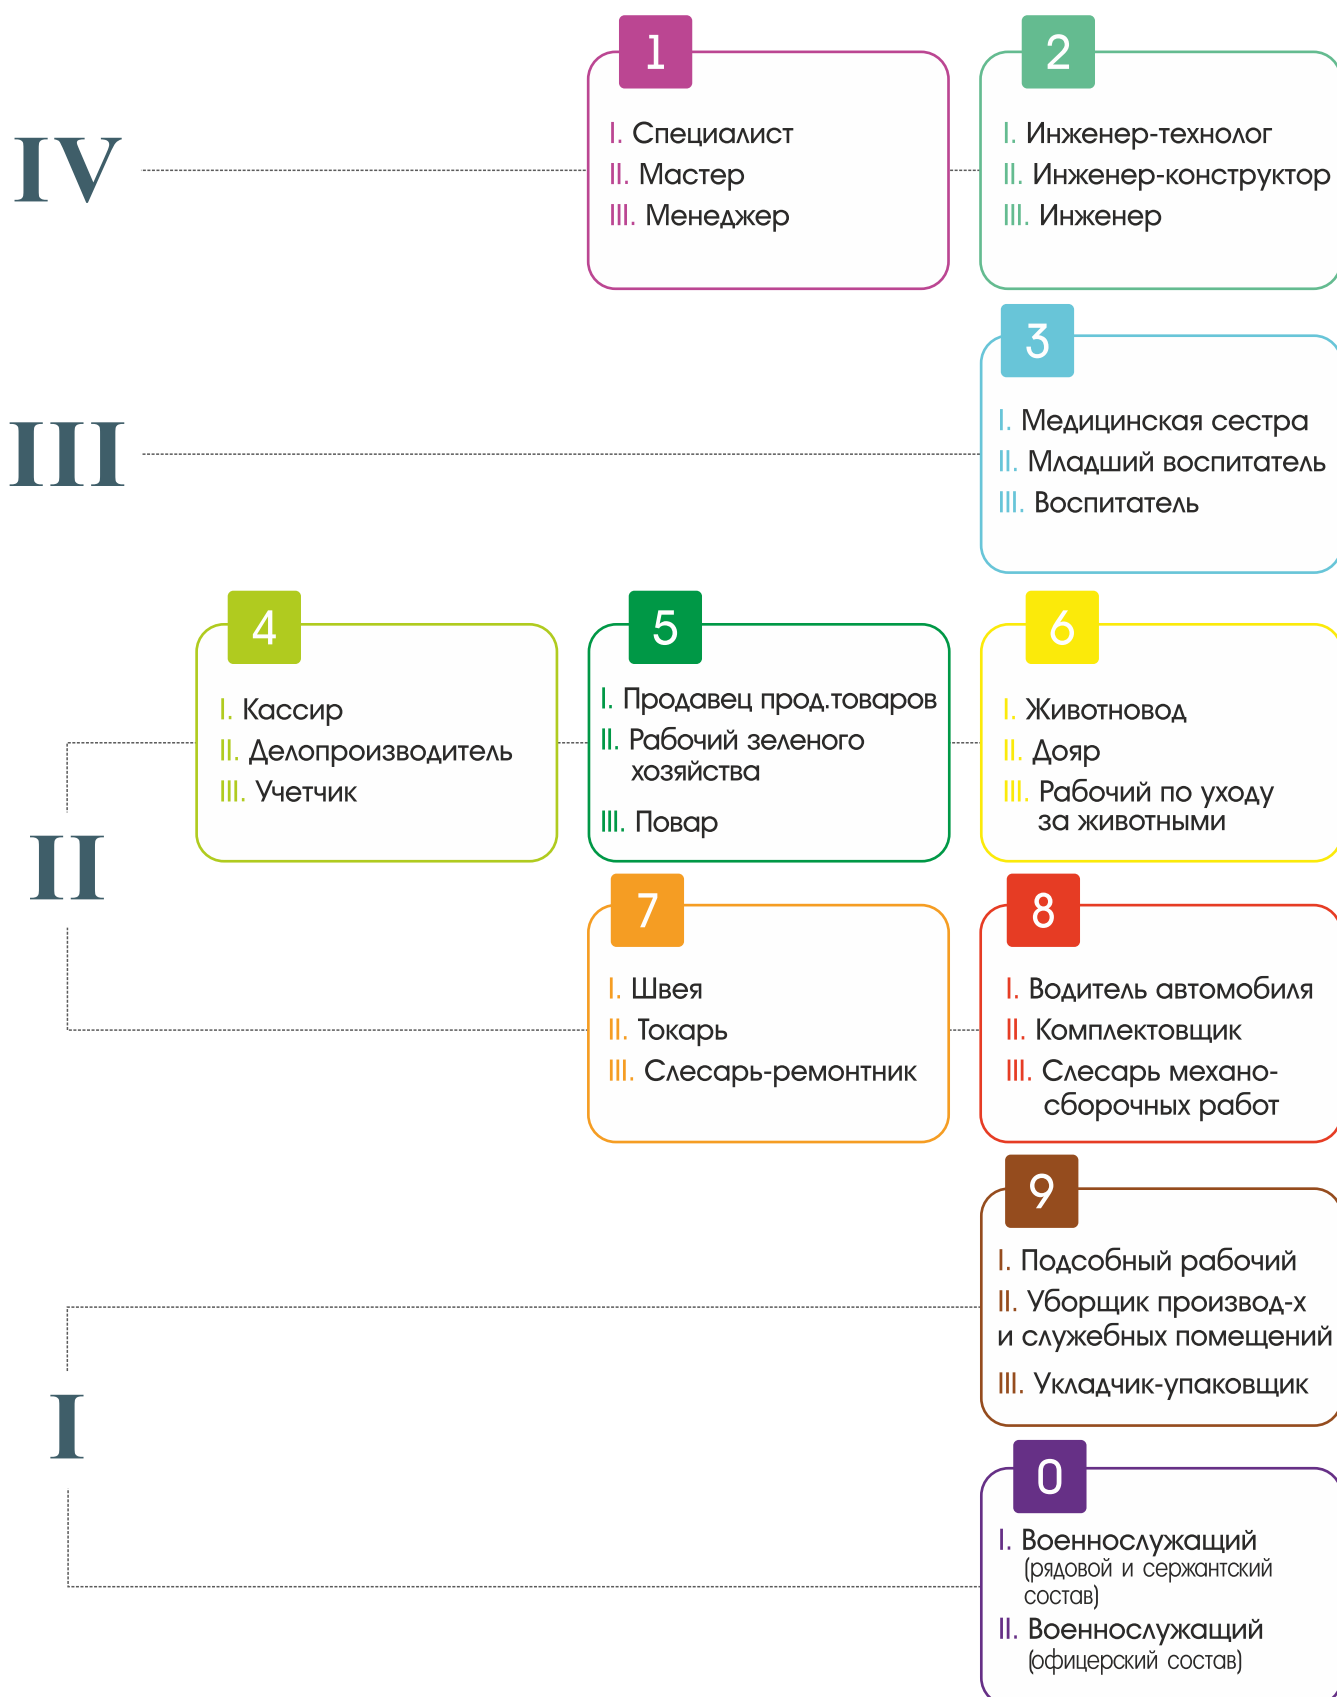 IV
1
I. Специалист
II. Мастер
III. Менеджер
2
I. Инженер-технолог
II. Инженер-конструктор
III. Инженер
III
3
I. Медицинская сестра
II. Младший воспитатель
III. Воспитатель
II
4
I. Кассир
II. Делопроизводитель
III. Учетчик
5
I. Продавец прод.товаров
II. Рабочий зеленого
хозяйства
III. Повар
6
I. Животновод
II. Дояр
III. Рабочий по уходу
за животными
7
I. Швея
II. Токарь
III. Слесарь-ремонтник
8
I. Водитель автомобиля
II. Комплектовщик
III. Слесарь механо-
сборочных работ
I
9
I. Подсобный рабочий
II. Уборщик производ-х
и служебных помещений
III. Укладчик-упаковщик
0
I. Военнослужащий
(рядовой и сержантский
состав)
II. Военнослужащий
(офицерский состав)